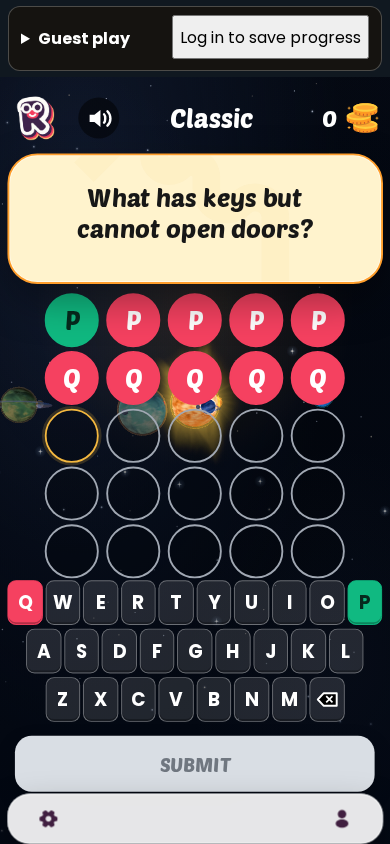 ▶ Guest play
Log in to save progress
Classic
0
What has keys but
cannot open doors?
P P P P P
Q Q Q Q Q
Q W E R T Y U I O P
A S D F G H J K L
Z X C V B N M
SUBMIT